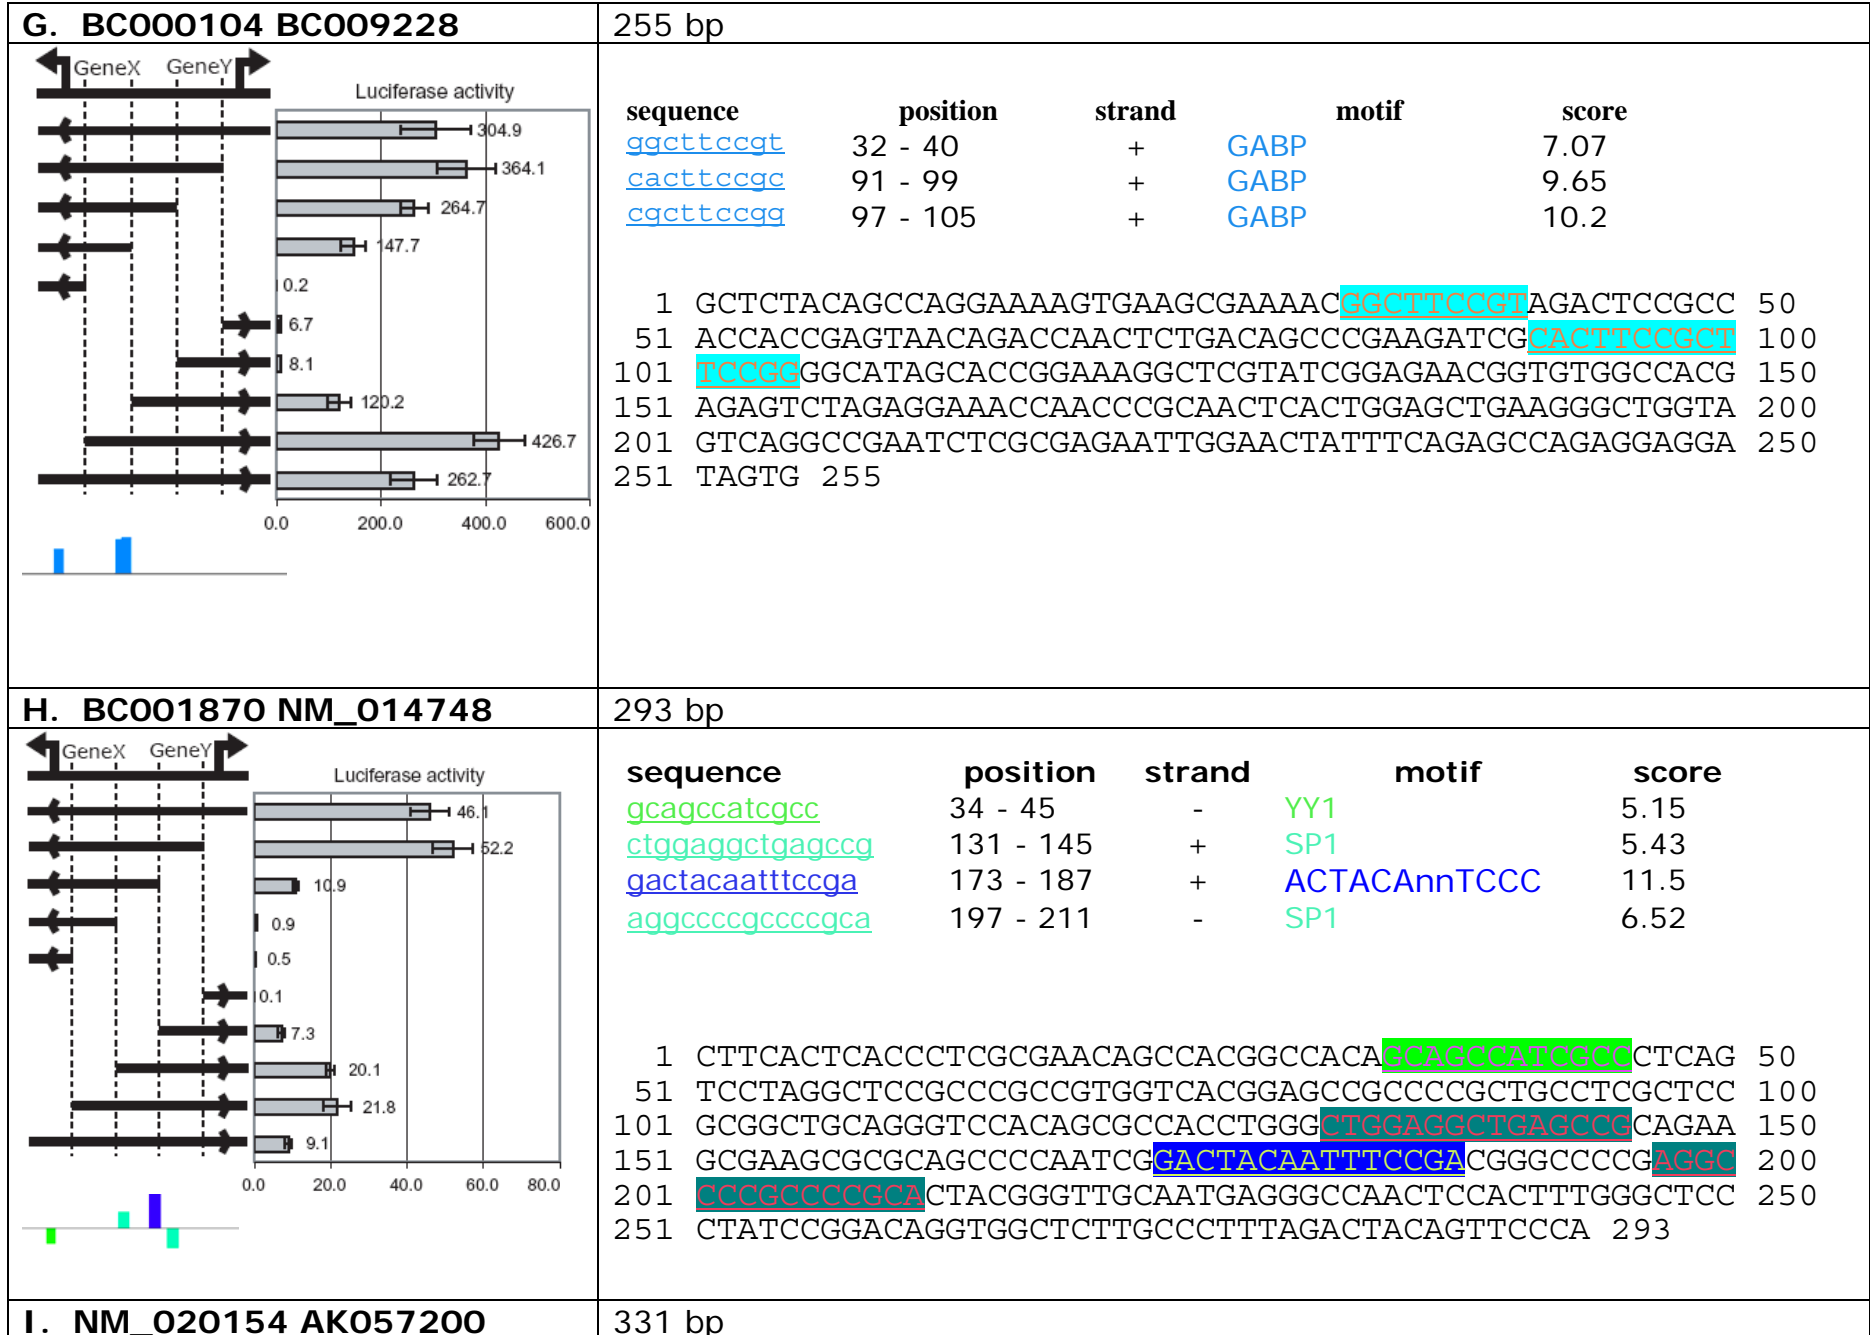 G. BC000104 BC009228
255 bp
GeneX GeneY
Luciferase activity
304.9
364.1
264.7
147.7
0.2
6.7
8.1
120.2
426.7
262.7
0.0 200.0 400.0 600.0
sequence position strand motif score
ggcttccgt 32 - 40 + GABP 7.07
cacttccgc 91 - 99 + GABP 9.65
cgcttccgg 97 - 105 + GABP 10.2
1 GCTCTACAGCCAGGAAAAGTGAAGCGAAAACGGCTTCCGTAGACTCCGCC 50
51 ACCACCGAGTAACAGACCAACTCTGACAGCCCGAAGATCGCACTTCCGCT 100
101 TCCGGGGCATAGCACCGGAAAGGCTCGTATCGGAGAACGGTGTGGCCACG 150
151 AGAGTCTAGAGGAAACCAACCCGCAACTCACTGGAGCTGAAGGGCTGGTA 200
201 GTCAGGCCGAATCTCGCGAGAATTGGAACTATTTCAGAGCCAGAGGAGGA 250
251 TAGTG 255
H. BC001870 NM_014748
293 bp
GeneX GeneY
Luciferase activity
46.1
52.2
10.9
0.9
0.5
0.1
7.3
20.1
21.8
9.1
0.0 20.0 40.0 60.0 80.0
sequence position strand motif score
gcagccatcgcc 34 - 45 - YY1 5.15
ctggaggctgagccg 131 - 145 + SP1 5.43
gactacaatttccga 173 - 187 + ACTACAnnTCCC 11.5
aggccccgccccgca 197 - 211 - SP1 6.52
1 CTTCACTCACCCTCGCGAACAGCCACGGCCACAGCAGCCATCGCCCTCAG 50
51 TCCTAGGCTCCGCCCGCCGTGGTCACGGAGCCGCCCCGCTGCCTCGCTCC 100
101 GCGGCTGCAGGGTCCACAGCGCCACCTGGGCTGGAGGCTGAGCCGCAGAA 150
151 GCGAAGCGCGCAGCCCCAATCGGACTACAATTTCCGACGGGCCCCGAGGC 200
201 CCCGCCCCGCACTACGGGTTGCAATGAGGGCCAACTCCACTTTGGGCTCC 250
251 CTATCCGGACAGGTGGCTCTTGCCCTTTAGACTACAGTTCCCA 293
I. NM_020154 AK057200
331 bp